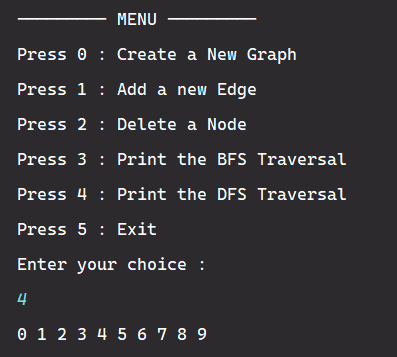 ────────── MENU ──────────
Press 0 : Create a New Graph
Press 1 : Add a new Edge
Press 2 : Delete a Node
Press 3 : Print the BFS Traversal
Press 4 : Print the DFS Traversal
Press 5 : Exit
Enter your choice :
4
0 1 2 3 4 5 6 7 8 9